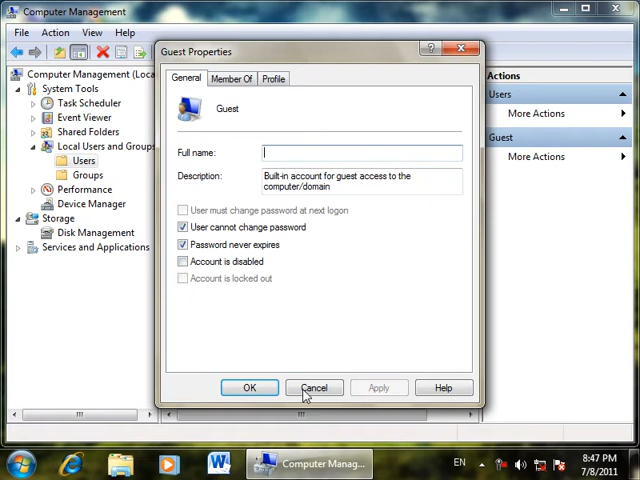 Computer Management
File Action View Help
Computer Management (Local
System Tools
Task Scheduler
Event Viewer
Shared Folders
Local Users and Groups
Users
Groups
Performance
Device Manager
Storage
Disk Management
Services and Applications
Guest Properties
General Member Of Profile
Guest
Full name:
Description: Built-in account for guest access to the
computer/domain
User must change password at next logon
User cannot change password
Password never expires
Account is disabled
Account is locked out
OK Cancel Apply Help
Actions
Users
More Actions
Guest
More Actions
Computer Manag...
EN
8:47 PM
7/8/2011